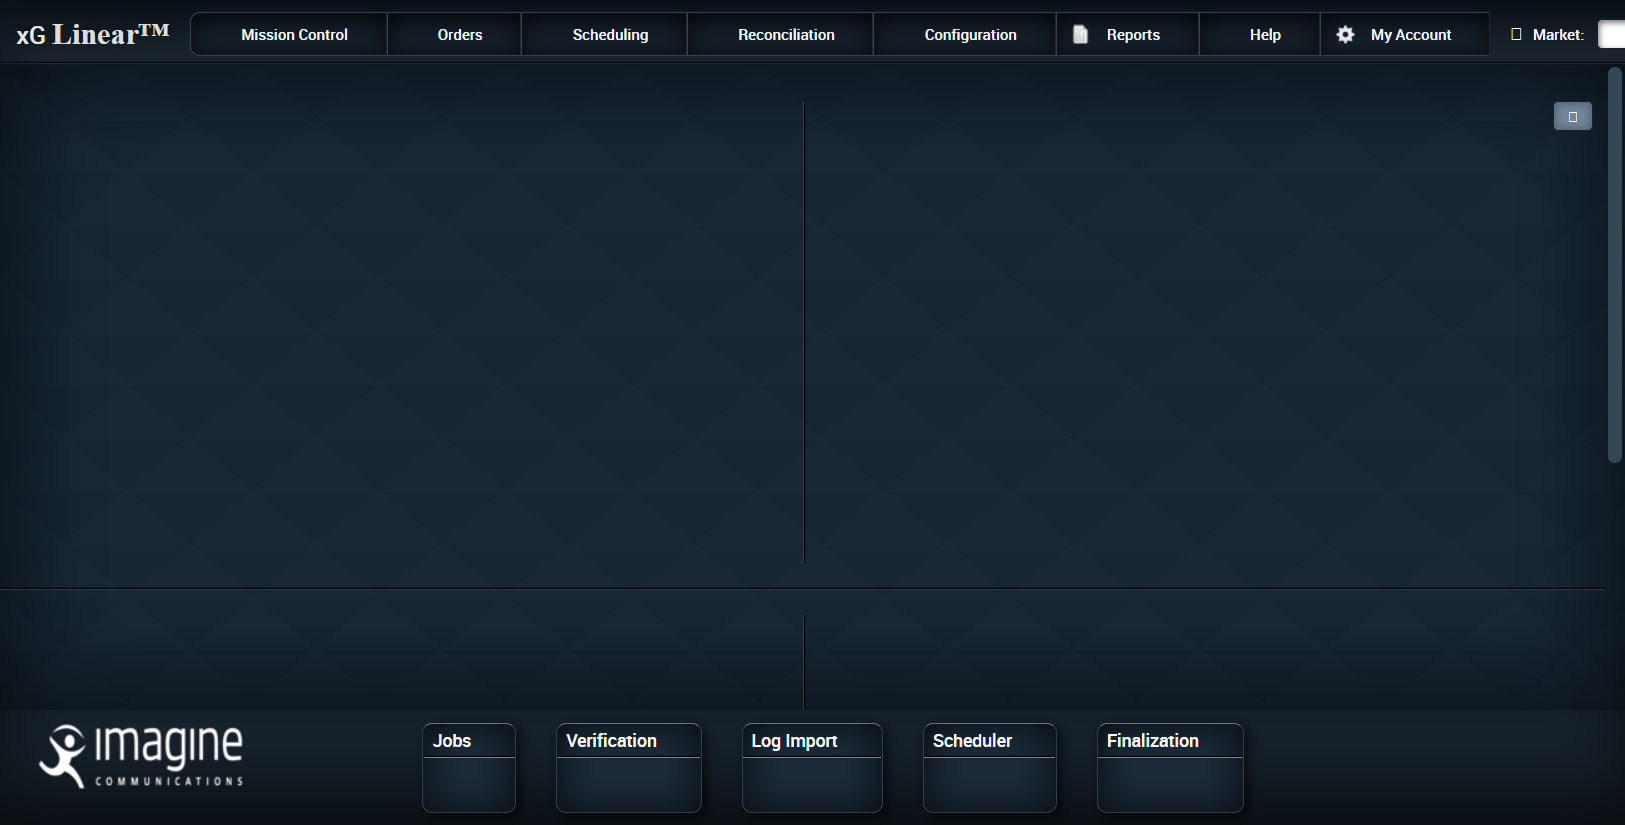 xG Linear™
Mission Control
Orders
Scheduling
Reconciliation
Configuration
Reports
Help
My Account
Market:
imagine
COMMUNICATIONS
Jobs
Verification
Log Import
Scheduler
Finalization